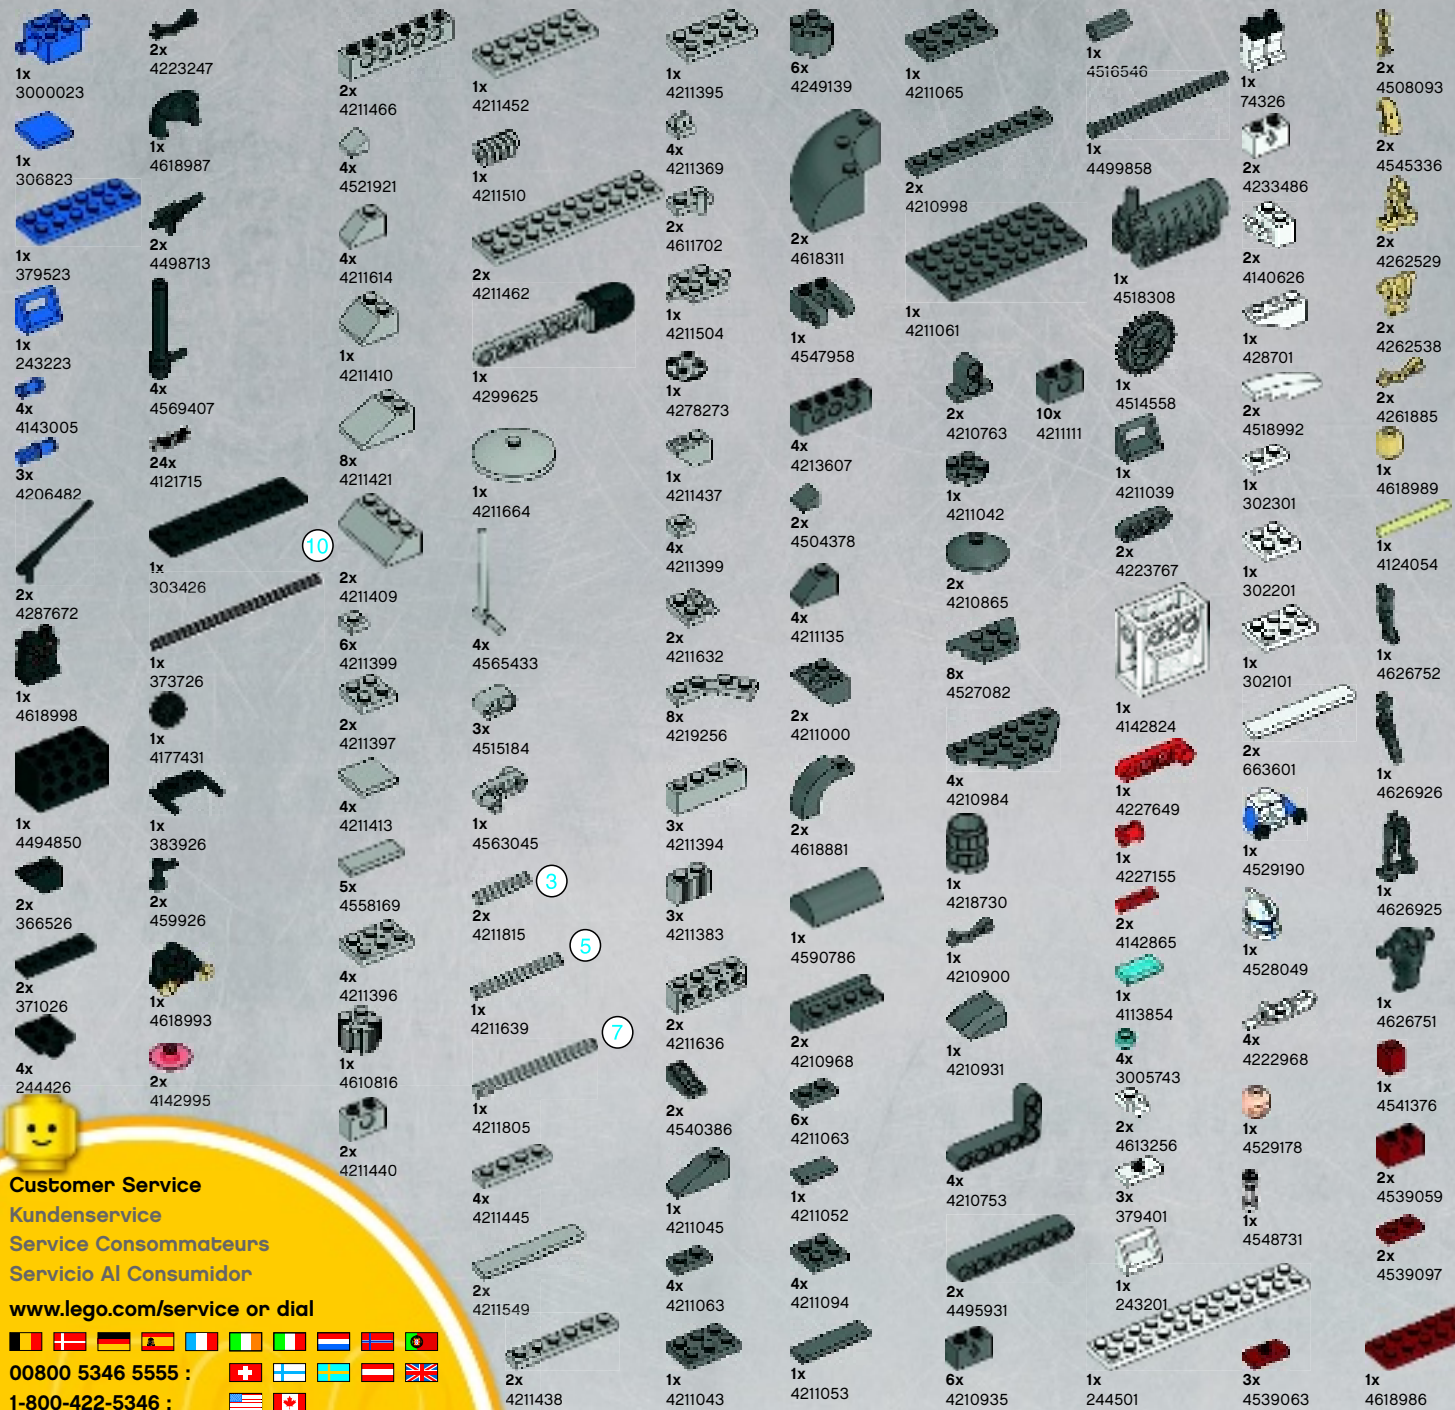 1x
3000023
1x
306823
1x
379523
1x
243223
4x
4143005
3x
4206482
2x
4287672
1x
4618998
1x
4494850
2x
366526
2x
371026
4x
244426
2x
4223247
1x
4618987
2x
4498713
4x
4569407
24x
4121715
1x
303426
10
1x
373726
1x
4177431
1x
383926
2x
459926
1x
4618993
2x
4142995
2x
4211466
4x
4521921
4x
4211614
1x
4211410
8x
4211421
2x
4211409
6x
4211399
2x
4211397
4x
4211413
5x
4558169
4x
4211396
1x
4610816
2x
4211440
1x
4211452
1x
4211510
2x
4211462
1x
4299625
1x
4211664
4x
4565433
3x
4515184
1x
4563045
3
2x
4211815
5
1x
4211639
7
1x
4211805
4x
4211445
2x
4211549
2x
4211438
1x
4211395
4x
4211369
2x
4611702
1x
4211504
1x
4278273
1x
4211437
4x
4211399
2x
4211632
8x
4219256
3x
4211394
3x
4211383
2x
4211636
2x
4540386
1x
4211045
4x
4211063
1x
4211043
6x
4249139
2x
4618311
1x
4547958
4x
4213607
2x
4504378
4x
4211135
2x
4211000
2x
4618881
1x
4590786
2x
4210968
6x
4211063
1x
4211052
4x
4211094
1x
4211053
1x
4211065
2x
4210998
1x
4211061
2x
4210763
10x
4211111
1x
4211042
2x
4210865
8x
4527082
4x
4210984
1x
4218730
1x
4210900
1x
4210931
4x
4210753
2x
4495931
6x
4210935
1x
4516546
1x
4499858
1x
4518308
1x
4514558
1x
4211039
2x
4223767
1x
4142824
1x
4227649
1x
4227155
2x
4142865
1x
4113854
4x
3005743
2x
4613256
3x
379401
1x
243201
1x
244501
1x
74326
2x
4233486
2x
4140626
1x
428701
2x
4518992
1x
302301
1x
302201
1x
302101
2x
663601
1x
4529190
1x
4528049
4x
4222968
1x
4529178
1x
4548731
3x
4539063
2x
4508093
2x
4545336
2x
4262529
2x
4262538
2x
4261885
1x
4618989
1x
4124054
1x
4626752
1x
4626926
1x
4626925
1x
4626751
1x
4541376
2x
4539059
2x
4539097
1x
4618986
Customer Service
Kundenservice
Service Consommateurs
Servicio Al Consumidor
www.lego.com/service or dial
00800 5346 5555 :
1-800-422-5346 :